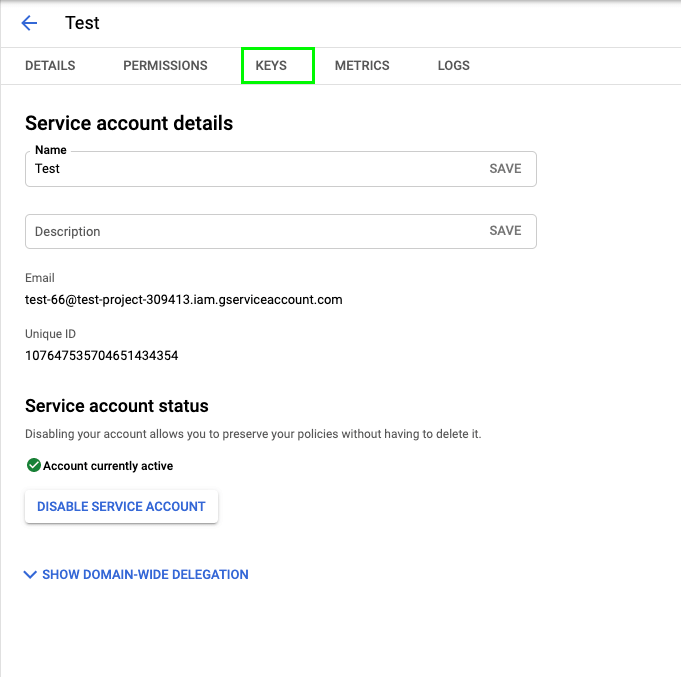 Test
DETAILS PERMISSIONS KEYS METRICS LOGS
Service account details
Name
Test SAVE
Description SAVE
Email
test-66@test-project-309413.iam.gserviceaccount.com
Unique ID
107647535704651434354
Service account status
Disabling your account allows you to preserve your policies without having to delete it.
Account currently active
DISABLE SERVICE ACCOUNT
SHOW DOMAIN-WIDE DELEGATION